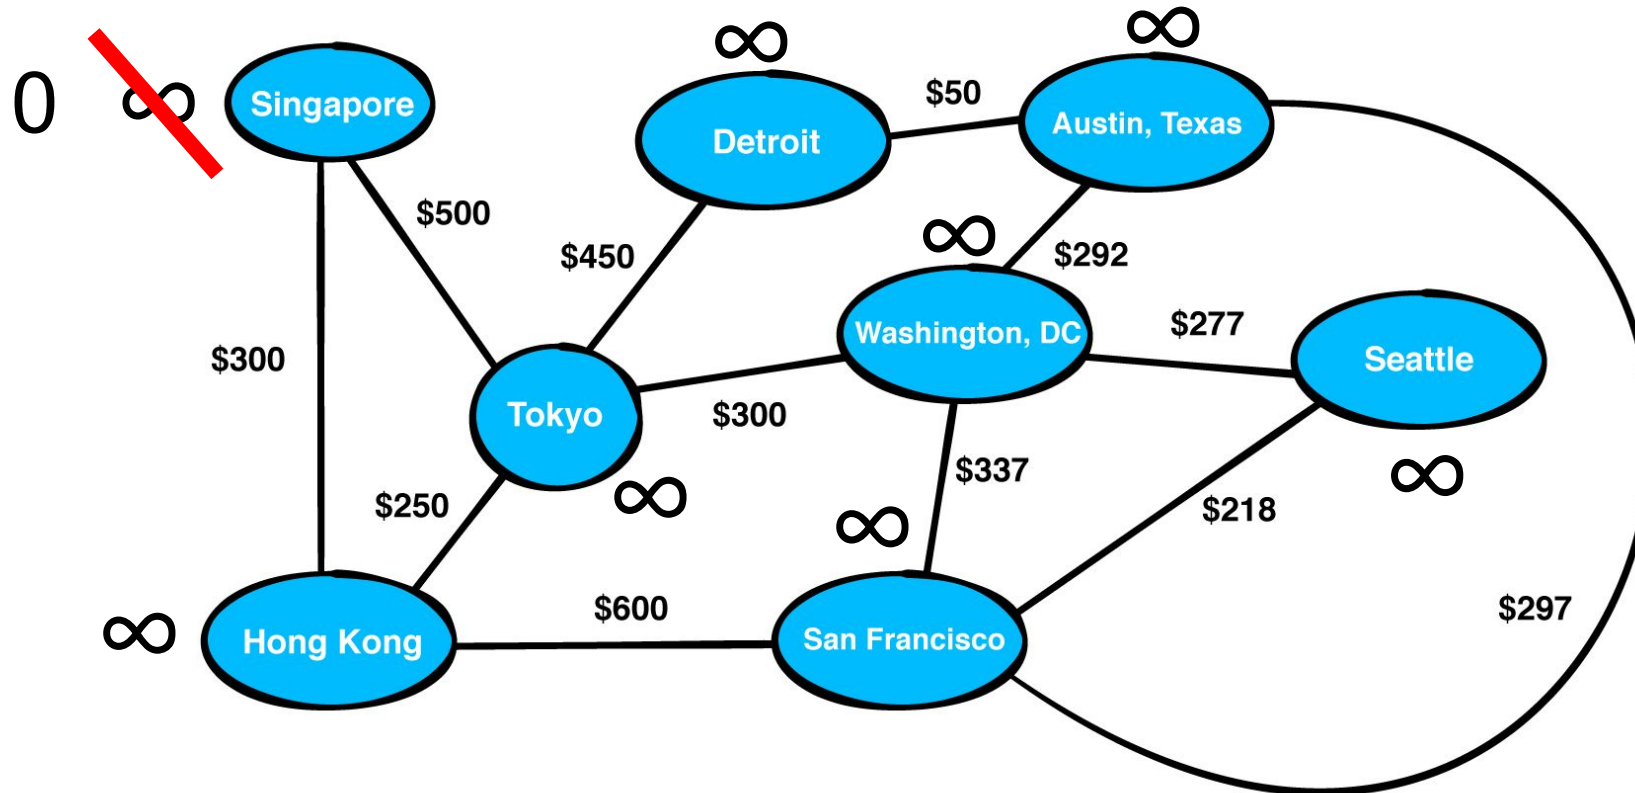 ∞
∞
0
∞
Singapore
Detroit
$50
Austin, Texas
$500
$450
∞
$292
Washington, DC
$277
$300
Seattle
Tokyo
$300
$337
∞
∞
∞
$250
$218
$600
$297
∞
Hong Kong
San Francisco